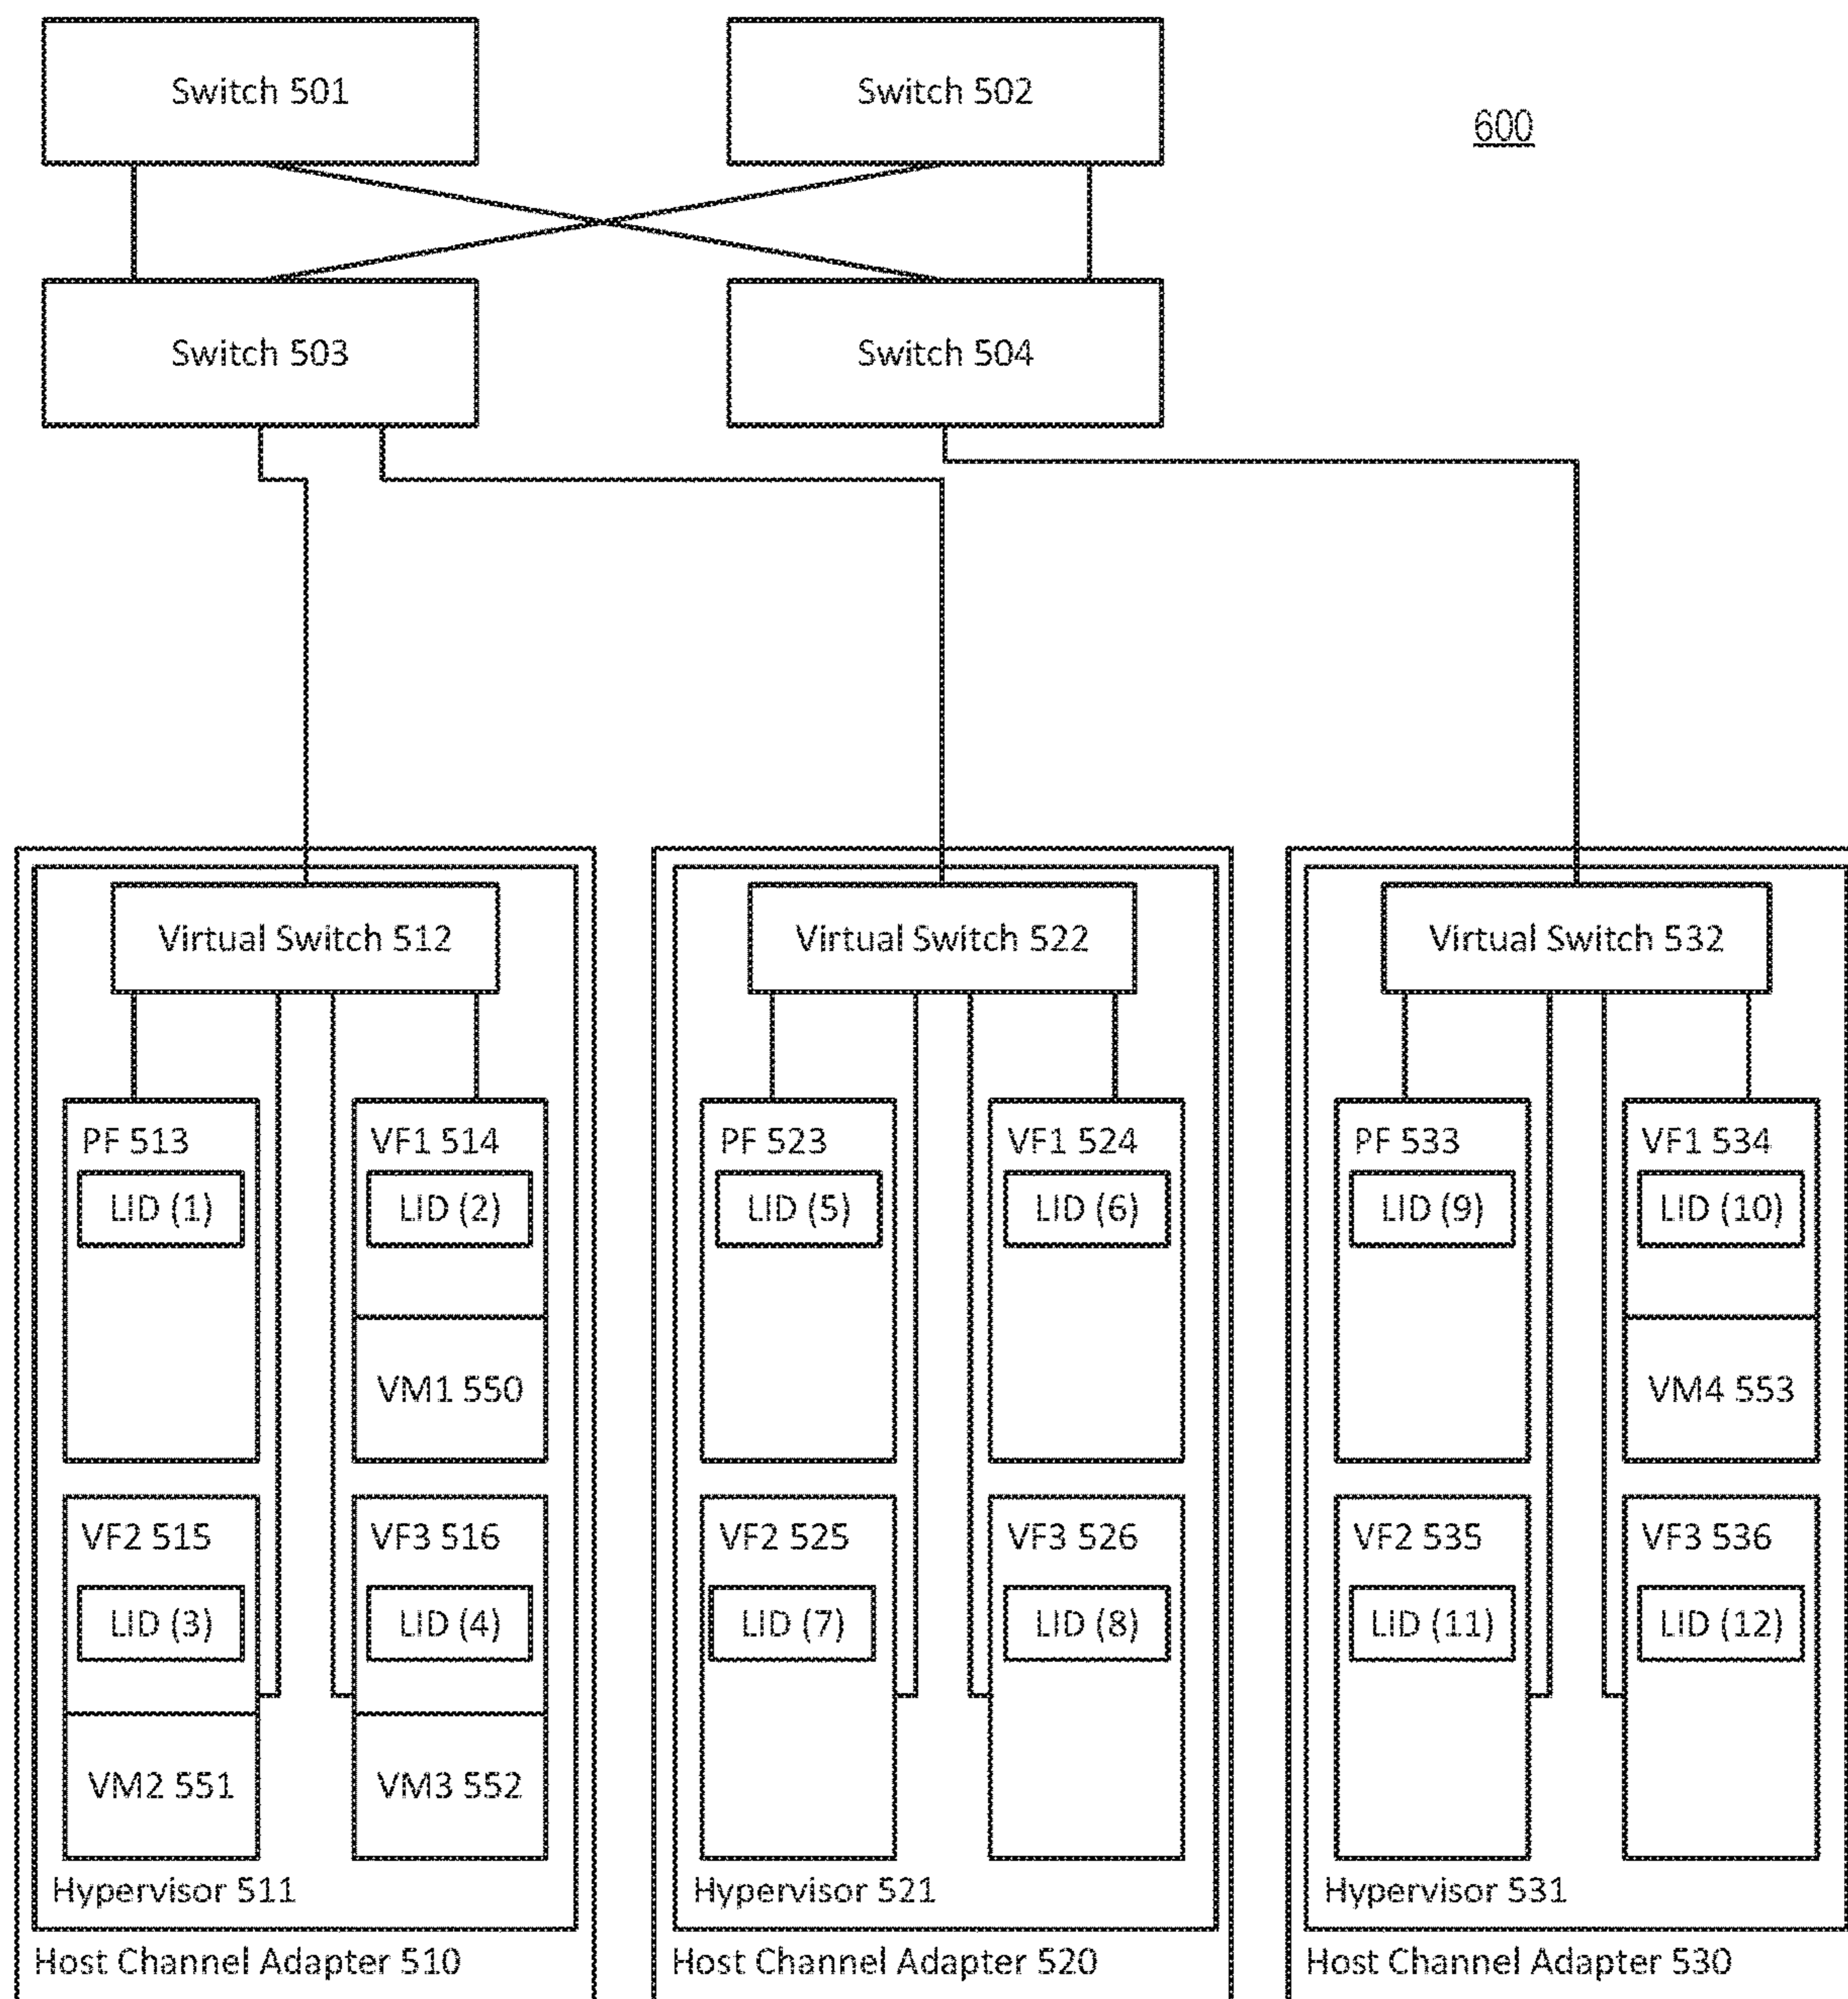 Switch 501
Switch 502
600
Switch 503
Switch 504
Virtual Switch 512
Virtual Switch 522
Virtual Switch 532
PF 513
LID (1)
VF1 514
LID (2)
VM1 550
VF2 515
LID (3)
VM2 551
VF3 516
LID (4)
VM3 552
Hypervisor 511
Host Channel Adapter 510
PF 523
LID (5)
VF1 524
LID (6)
VF2 525
LID (7)
VF3 526
LID (8)
Hypervisor 521
Host Channel Adapter 520
PF 533
LID (9)
VF1 534
LID (10)
VM4 553
VF2 535
LID (11)
VF3 536
LID (12)
Hypervisor 531
Host Channel Adapter 530